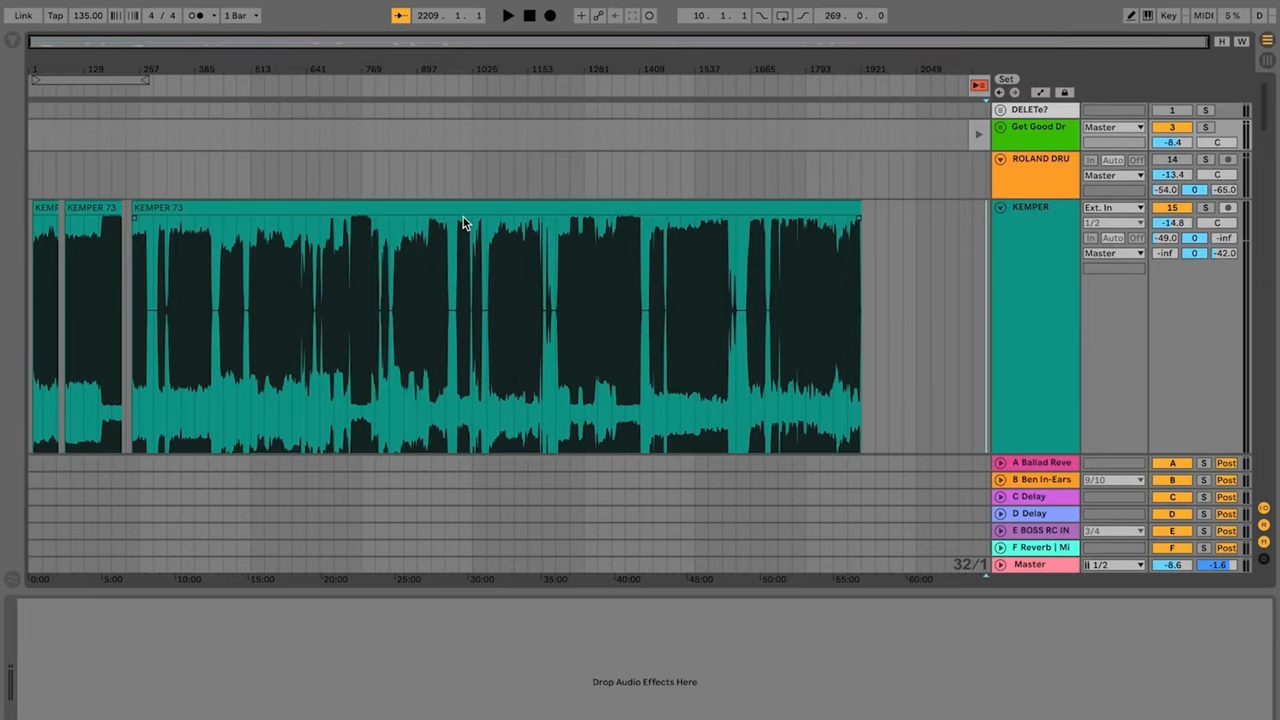 Link Tap 135.00 4 / 4 1 Bar 2209. 1. 1 10. 1. 1 269. 0. 0 Key MIDI 5 % D
H W
1 129 257 385 513 641 769 897 1025 1153 1281 1409 1537 1665 1793 1921 2049
Set
DELETe? 1 S
Get Good Dr Master 3 S
-8.4 C
ROLAND DRU In Auto Off 14 S
Master -13.4 C
-54.0 0 -65.0
KEMP KEMPER 73 KEMPER 73 KEMPER Ext. In 15 S
1/2 -14.8 C
In Auto Off -49.0 0 -inf
Master -inf 0 -42.0
A Ballad Reve A S Post
B Ben In-Ears 9/10 B S Post
C Delay C S Post
D Delay D S Post
E BOSS RC IN 3/4 E S Post
F Reverb | Mi F S Post
32/1 Master 1/2 -8.6 -1.6
0:00 5:00 10:00 15:00 20:00 25:00 30:00 35:00 40:00 45:00 50:00 55:00 60:00
Drop Audio Effects Here